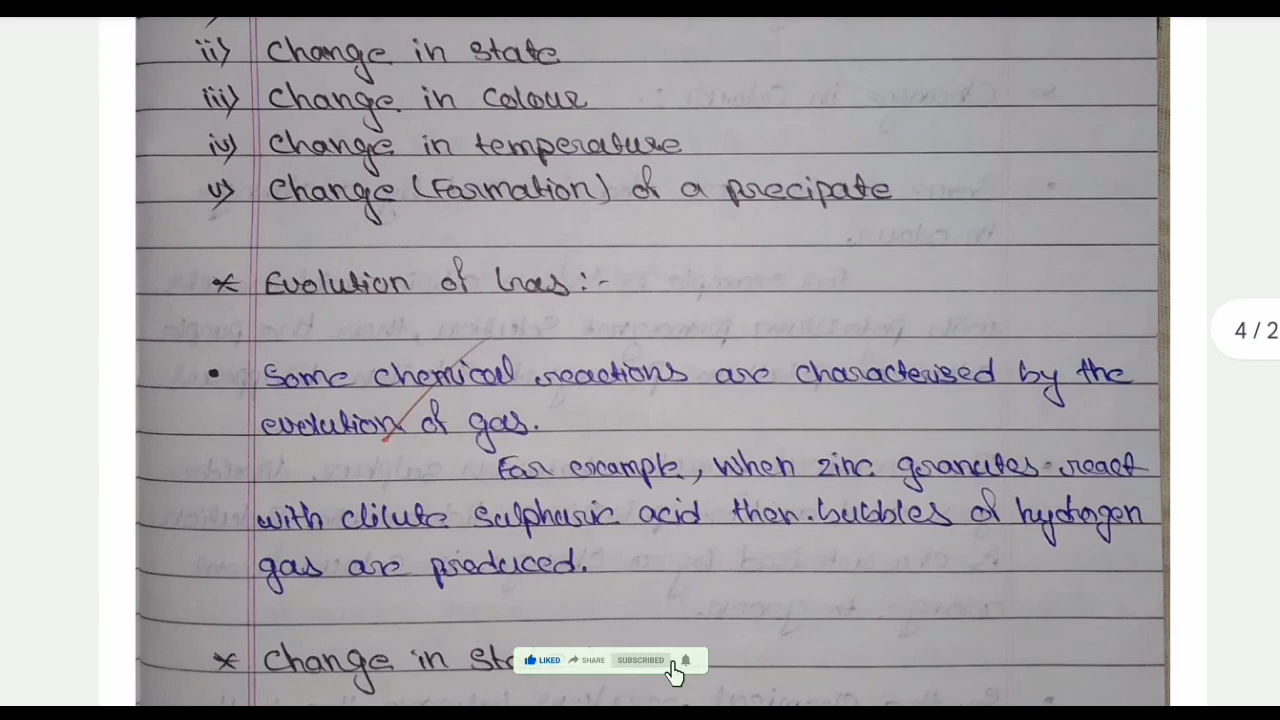 ii) Change in state
iii) Change in colour
iv) Change in temperature
v) Change (Formation) of a precipate
* Evolution of Gas :-
• Some chemical reactions are characterised by the
evolution of gas.
For example, when zinc granules react
with dilute sulphuric acid then bubbles of hydrogen
gas are produced.
* Change in
LIKED SHARE SUBSCRIBED
4 / 2